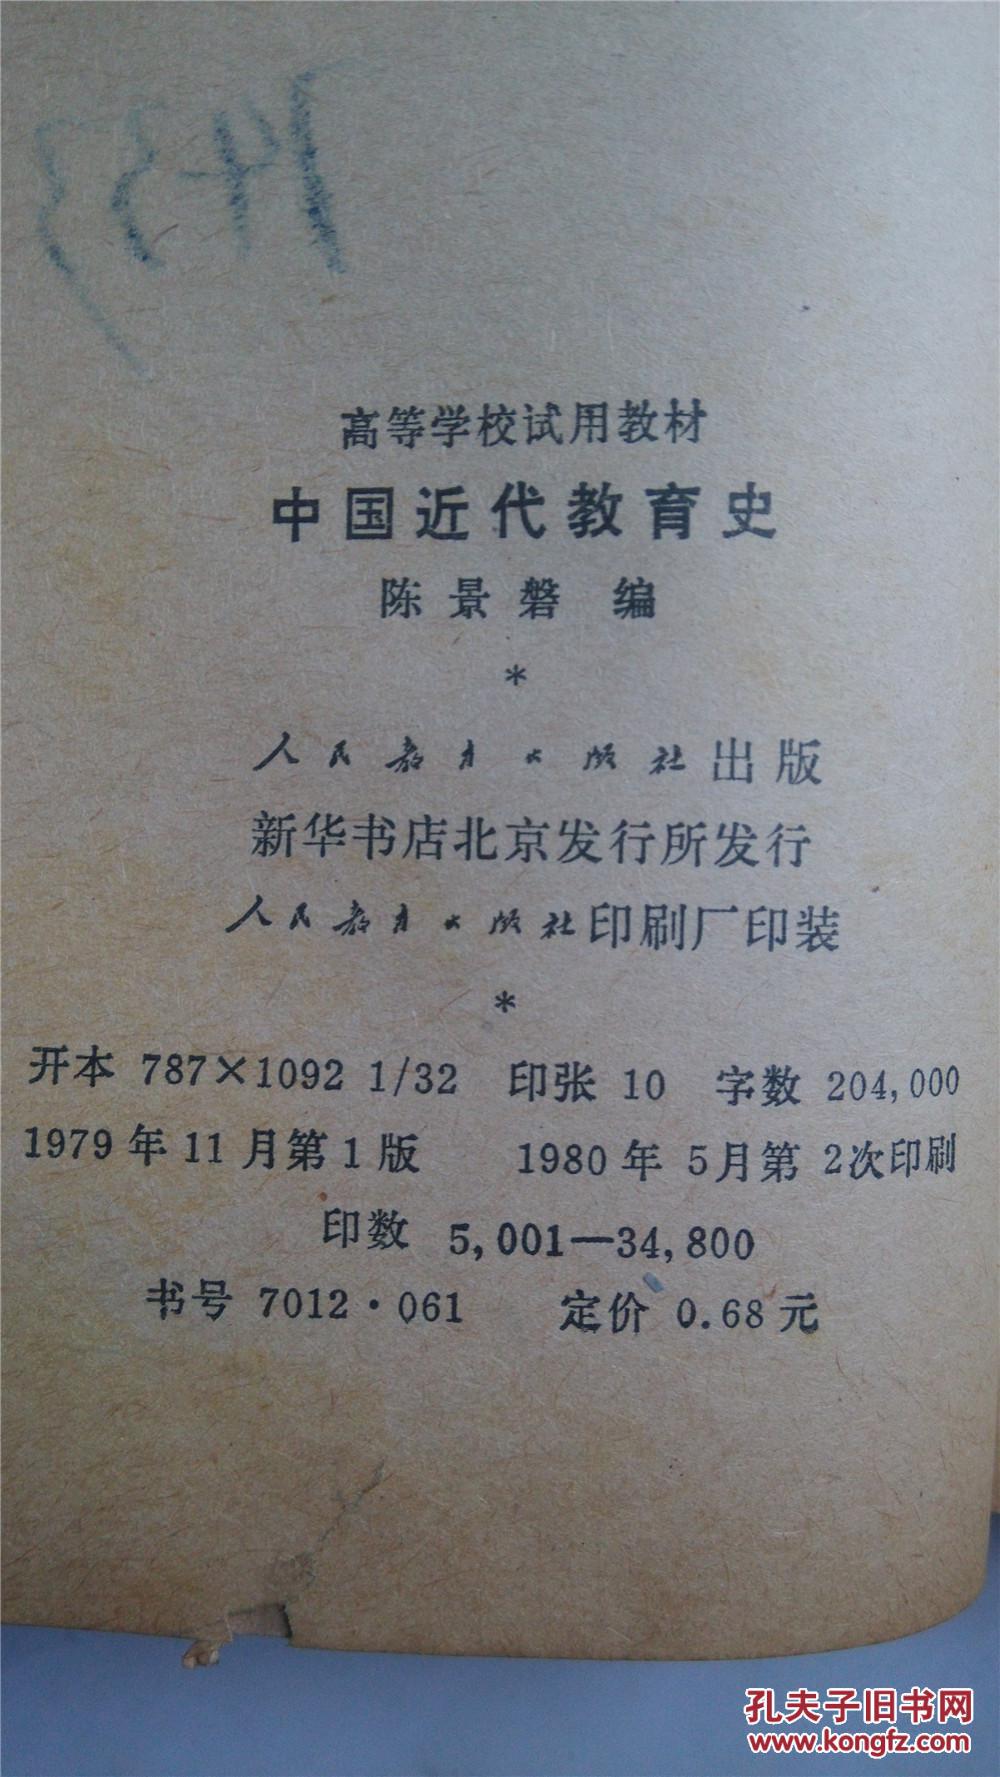 1453
高等学校试用教材
中国近代教育史
陈景磐 编
*
人民教育出版社出版
新华书店北京发行所发行
人民教育出版社印刷厂印装
*
开本 787×1092 1/32 印张 10 字数 204,000
1979年11月第1版 1980年5月第2次印刷
印数 5,001—34,800
书号 7012·061 定价 0.68元
孔夫子旧书网
www.kongfz.com